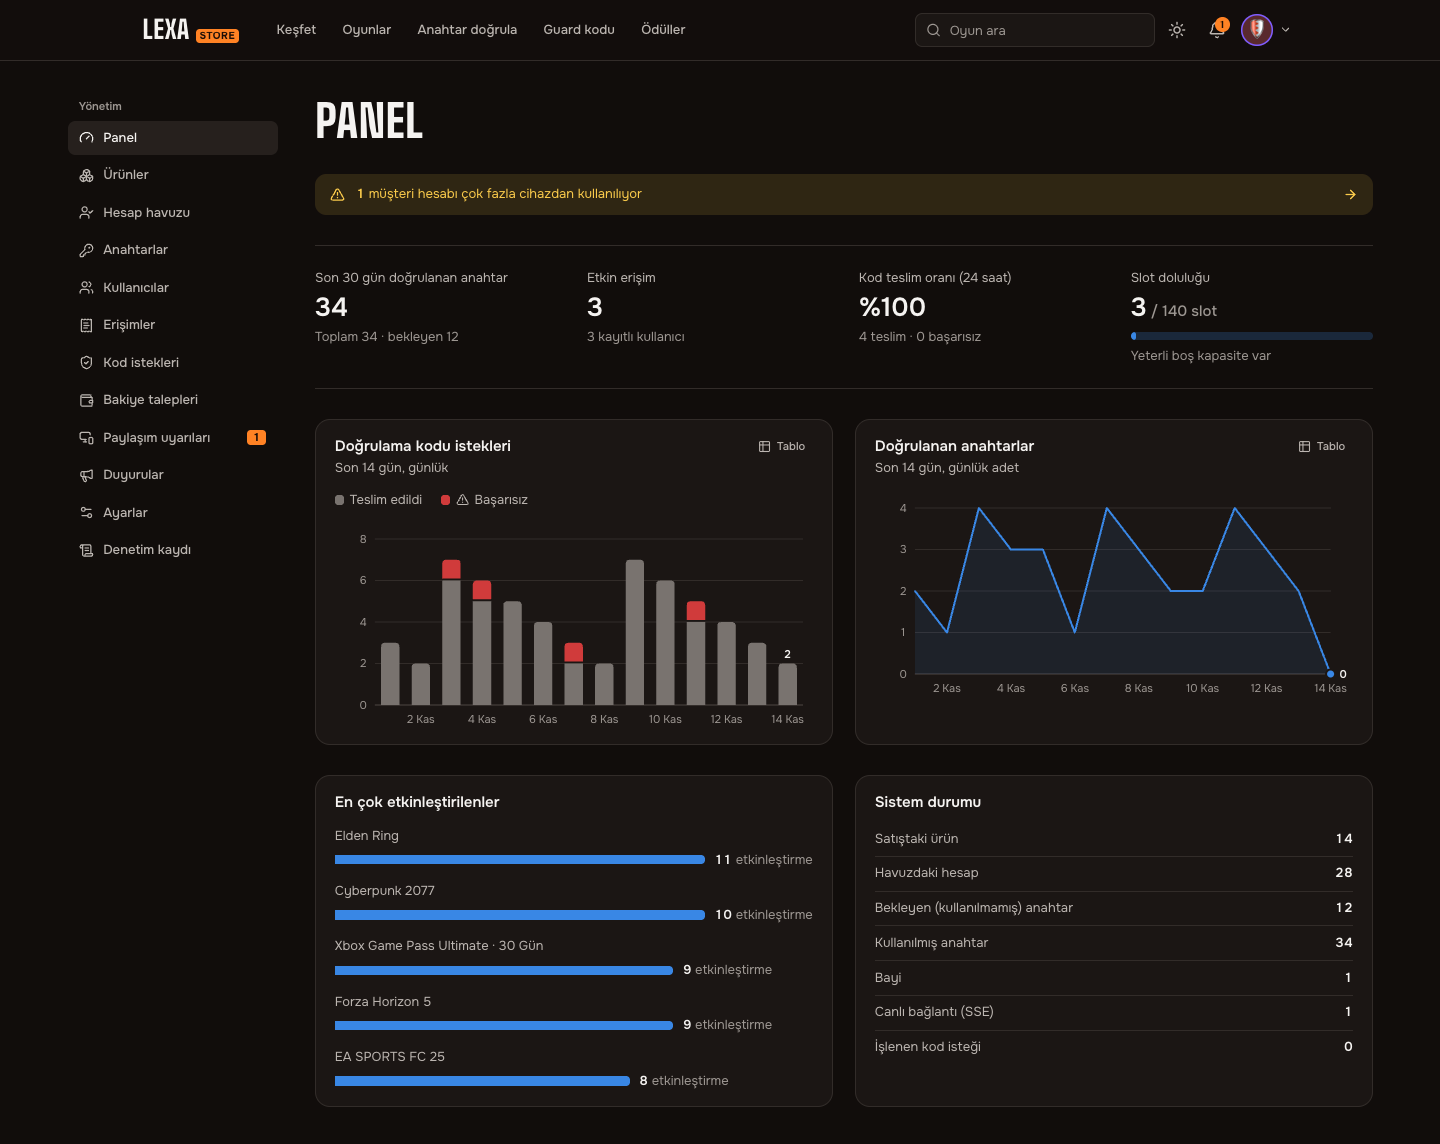 LEXA STORE
Keşfet Oyunlar Anahtar doğrula Guard kodu Ödüller
Oyun ara
1
Yönetim
Panel
Ürünler
Hesap havuzu
Anahtarlar
Kullanıcılar
Erişimler
Kod istekleri
Bakiye talepleri
Paylaşım uyarıları 1
Duyurular
Ayarlar
Denetim kaydı
PANEL
1 müşteri hesabı çok fazla cihazdan kullanılıyor
Son 30 gün doğrulanan anahtar
34
Toplam 34 · bekleyen 12
Etkin erişim
3
3 kayıtlı kullanıcı
Kod teslim oranı (24 saat)
%100
4 teslim · 0 başarısız
Slot doluluğu
3 / 140 slot
Yeterli boş kapasite var
Doğrulama kodu istekleri
Tablo
Son 14 gün, günlük
Teslim edildi Başarısız
8
6
4
2
0
2
2 Kas 4 Kas 6 Kas 8 Kas 10 Kas 12 Kas 14 Kas
Doğrulanan anahtarlar
Tablo
Son 14 gün, günlük adet
4
3
2
1
0
0
2 Kas 4 Kas 6 Kas 8 Kas 10 Kas 12 Kas 14 Kas
En çok etkinleştirilenler
Elden Ring
11 etkinleştirme
Cyberpunk 2077
10 etkinleştirme
Xbox Game Pass Ultimate · 30 Gün
9 etkinleştirme
Forza Horizon 5
9 etkinleştirme
EA SPORTS FC 25
8 etkinleştirme
Sistem durumu
Satıştaki ürün 14
Havuzdaki hesap 28
Bekleyen (kullanılmamış) anahtar 12
Kullanılmış anahtar 34
Bayi 1
Canlı bağlantı (SSE) 1
İşlenen kod isteği 0